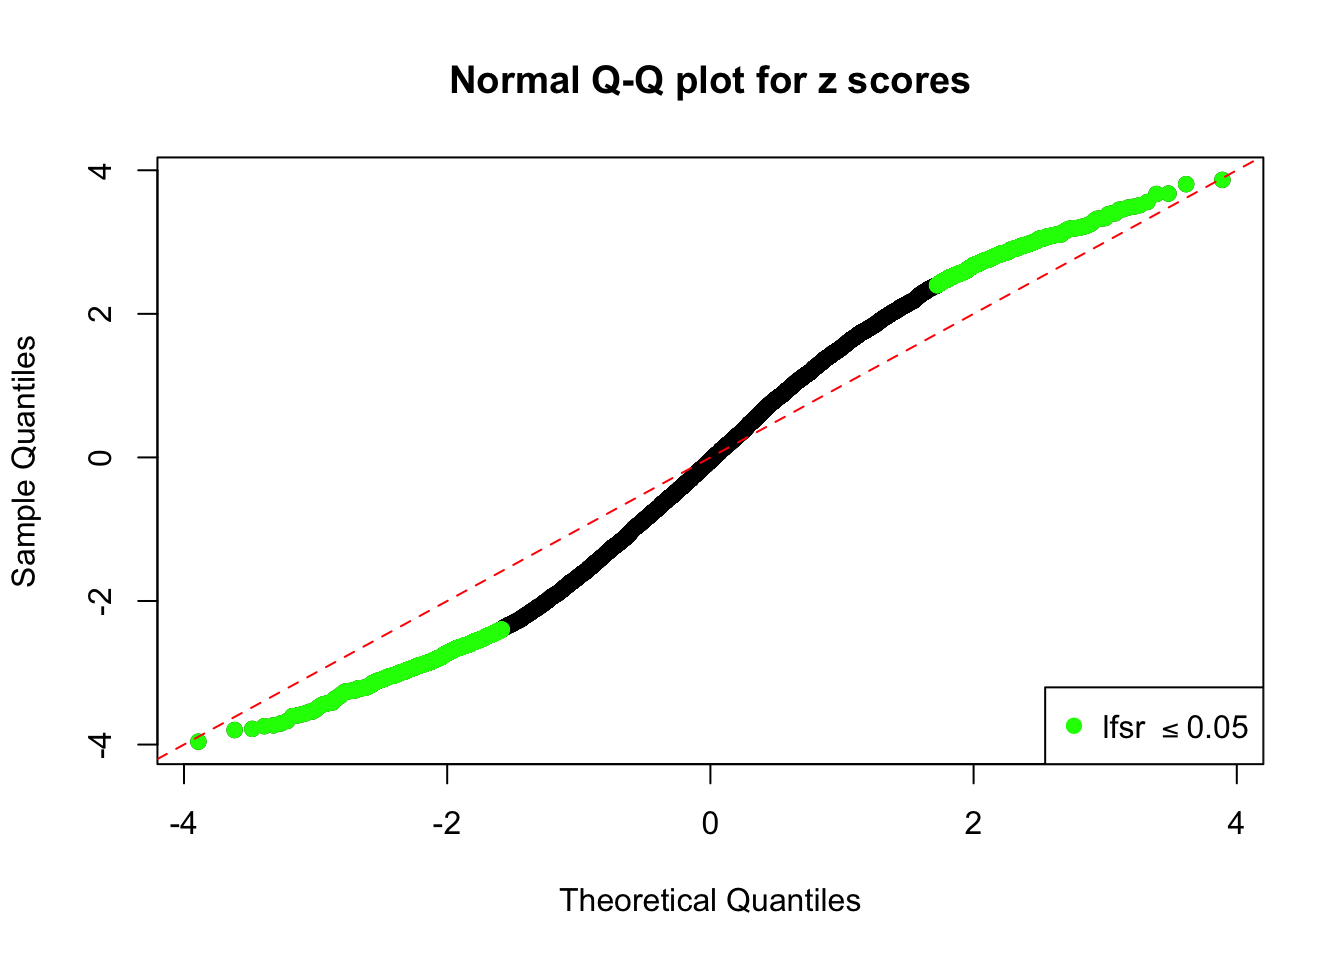 Normal Q-Q plot for z scores
Sample Quantiles
4
2
0
-2
-4
-4
-2
0
2
4
Theoretical Quantiles
lfsr ≤ 0.05